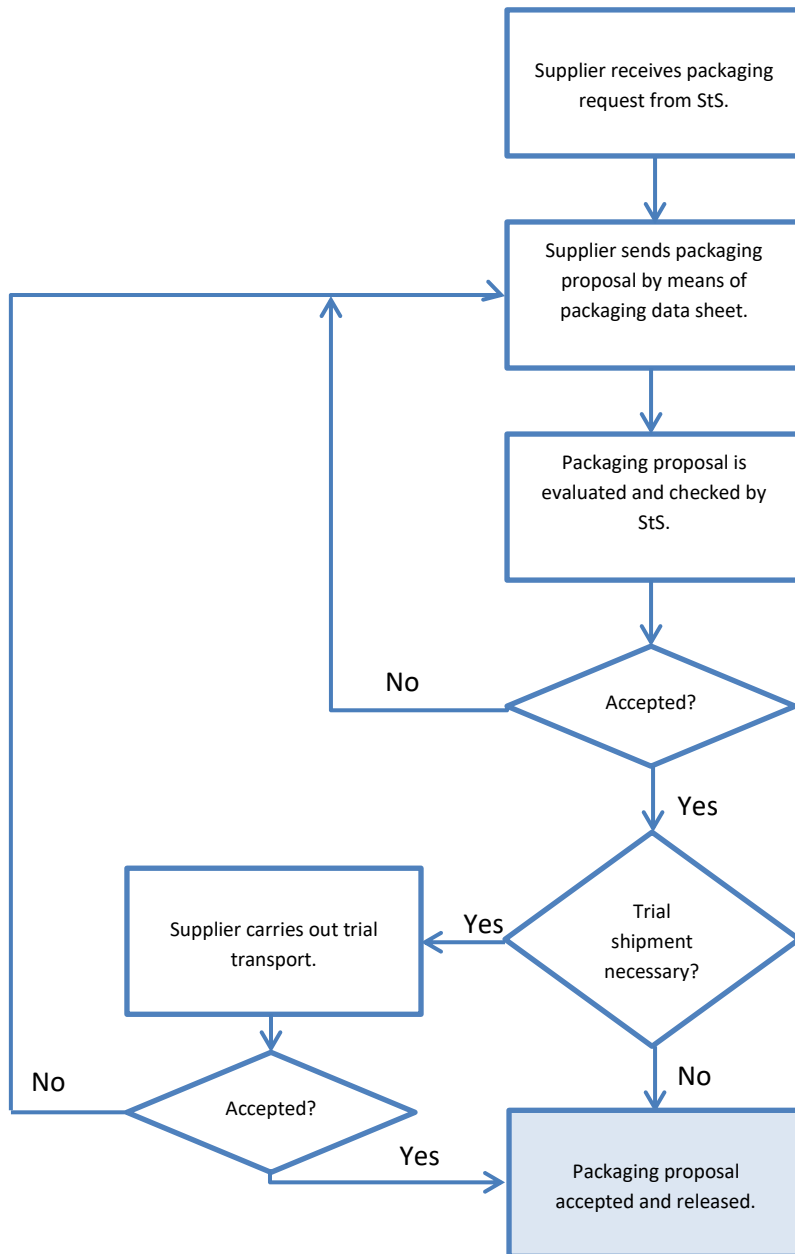 Supplier receives packaging
request from StS.
Supplier sends packaging
proposal by means of
packaging data sheet.
Packaging proposal is
evaluated and checked by
StS.
No
Accepted?
Yes
Trial
shipment
necessary?
Yes
Supplier carries out trial
transport.
No
No
Accepted?
Yes
Packaging proposal
accepted and released.